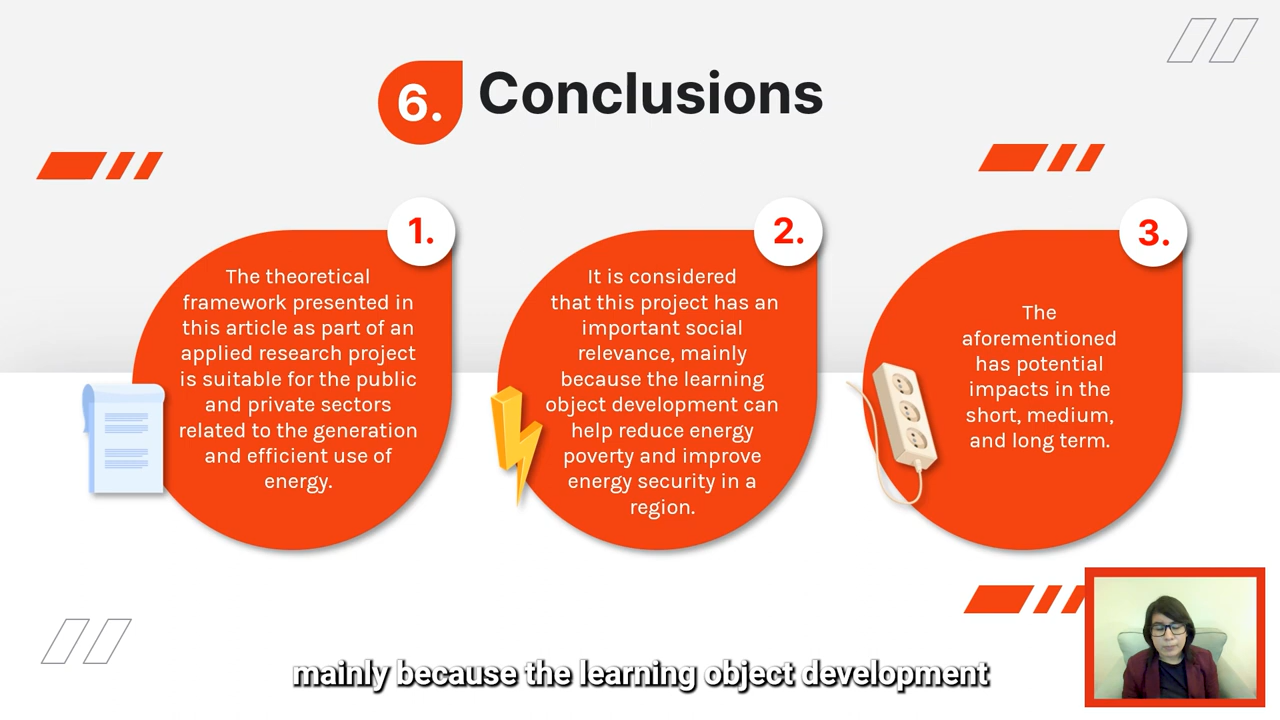 6. Conclusions
1.
The theoretical
framework presented in
this article as part of an
applied research project
is suitable for the public
and private sectors
related to the generation
and efficient use of
energy.
2.
It is considered
that this project has an
important social
relevance, mainly
because the learning
object development can
help reduce energy
poverty and improve
energy security in a
region.
3.
The
aforementioned
has potential
impacts in the
short, medium,
and long term.
mainly because the learning object development